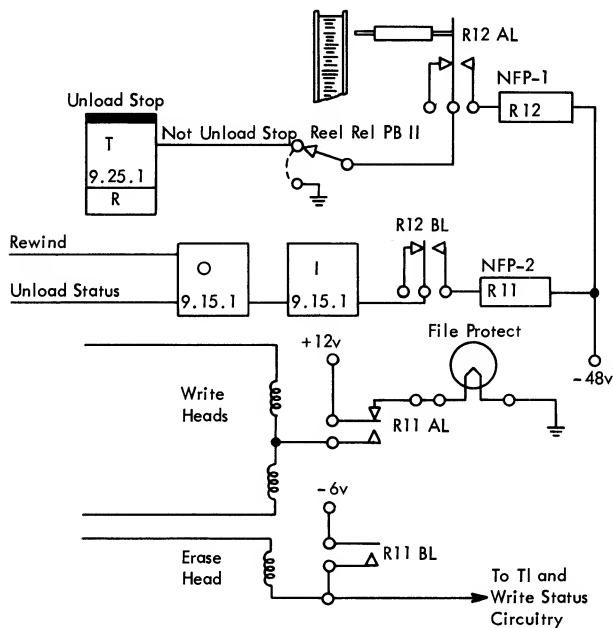 R12 AL
NFP-1
R12
Unload Stop
T
9.25.1
R
Not Unload Stop
Reel Rel PB II
R12 BL
Rewind
Unload Status
O
9.15.1
I
9.15.1
NFP-2
R11
-48v
File Protect
+12v
Write
Heads
R11 AL
-6v
Erase
Head
R11 BL
To TI and
Write Status
Circuitry